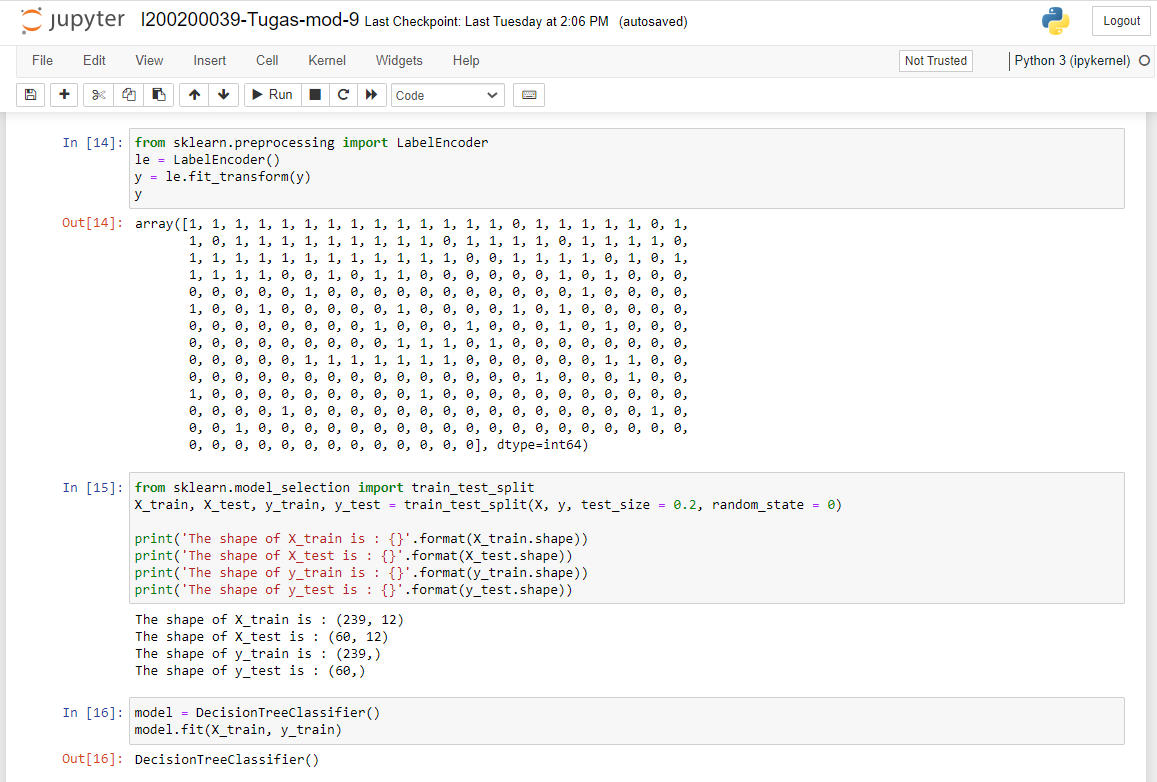 jupyter l200200039-Tugas-mod-9 Last Checkpoint: Last Tuesday at 2:06 PM (autosaved)
Logout
File Edit View Insert Cell Kernel Widgets Help
Not Trusted
Python 3 (ipykernel)
Run
Code
In [14]:
from sklearn.preprocessing import LabelEncoder
le = LabelEncoder()
y = le.fit_transform(y)
y
Out[14]:
array([1, 1, 1, 1, 1, 1, 1, 1, 1, 1, 1, 1, 1, 1, 0, 1, 1, 1, 1, 1, 0, 1,
1, 0, 1, 1, 1, 1, 1, 1, 1, 1, 1, 0, 1, 1, 1, 1, 0, 1, 1, 1, 1, 0,
1, 1, 1, 1, 1, 1, 1, 1, 1, 1, 1, 1, 0, 0, 1, 1, 1, 1, 0, 1, 0, 1,
1, 1, 1, 1, 0, 0, 1, 0, 1, 1, 0, 0, 0, 0, 0, 0, 1, 0, 1, 0, 0, 0,
0, 0, 0, 0, 0, 1, 0, 0, 0, 0, 0, 0, 0, 0, 0, 0, 0, 1, 0, 0, 0, 0,
1, 0, 0, 1, 0, 0, 0, 0, 0, 1, 0, 0, 0, 0, 1, 0, 1, 0, 0, 0, 0, 0,
0, 0, 0, 0, 0, 0, 0, 0, 1, 0, 0, 0, 1, 0, 0, 0, 1, 0, 1, 0, 0, 0,
0, 0, 0, 0, 0, 0, 0, 0, 0, 1, 1, 1, 0, 1, 0, 0, 0, 0, 0, 0, 0, 0,
0, 0, 0, 0, 0, 1, 1, 1, 1, 1, 1, 1, 0, 0, 0, 0, 0, 0, 1, 1, 0, 0,
0, 0, 0, 0, 0, 0, 0, 0, 0, 0, 0, 0, 0, 0, 0, 1, 0, 0, 0, 1, 0, 0,
1, 0, 0, 0, 0, 0, 0, 0, 0, 0, 1, 0, 0, 0, 0, 0, 0, 0, 0, 0, 0, 0,
0, 0, 0, 0, 1, 0, 0, 0, 0, 0, 0, 0, 0, 0, 0, 0, 0, 0, 0, 0, 1, 0,
0, 0, 1, 0, 0, 0, 0, 0, 0, 0, 0, 0, 0, 0, 0, 0, 0, 0, 0, 0, 0, 0,
0, 0, 0, 0, 0, 0, 0, 0, 0, 0, 0, 0, 0], dtype=int64)
In [15]:
from sklearn.model_selection import train_test_split
X_train, X_test, y_train, y_test = train_test_split(X, y, test_size = 0.2, random_state = 0)
print('The shape of X_train is : {}'.format(X_train.shape))
print('The shape of X_test is : {}'.format(X_test.shape))
print('The shape of y_train is : {}'.format(y_train.shape))
print('The shape of y_test is : {}'.format(y_test.shape))
The shape of X_train is : (239, 12)
The shape of X_test is : (60, 12)
The shape of y_train is : (239,)
The shape of y_test is : (60,)
In [16]:
model = DecisionTreeClassifier()
model.fit(X_train, y_train)
Out[16]:
DecisionTreeClassifier()